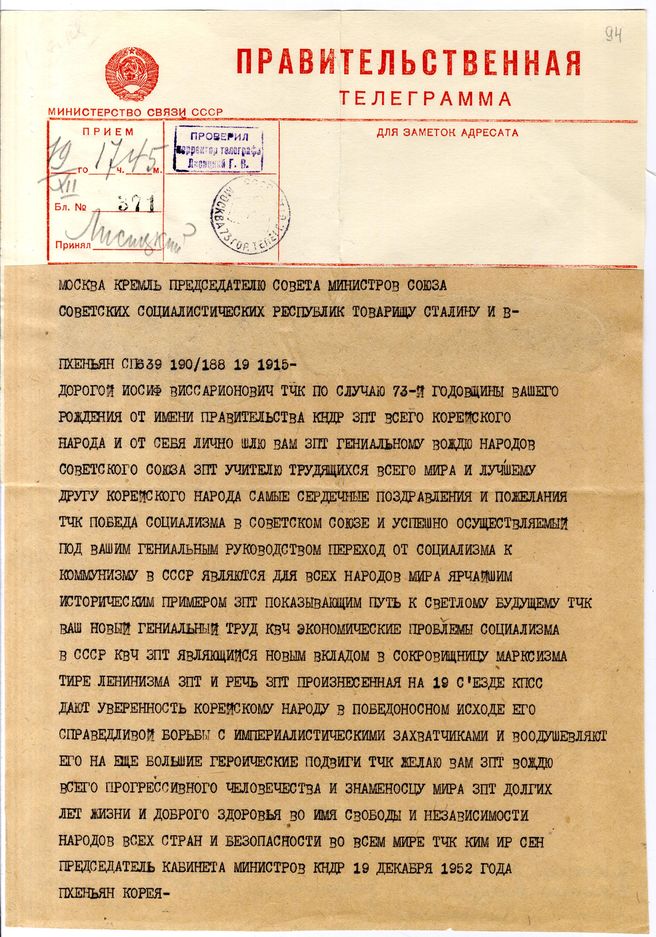 94
ПРАВИТЕЛЬСТВЕННАЯ
ТЕЛЕГРАММА
МИНИСТЕРСТВО СВЯЗИ СССР
ПРИЕМ
19 го 17 ч. 45 м.
XII
Бл. № 371
Принял Лисицкий
ПРОВЕРИЛ
корректор телеграфа
ДЛЯ ЗАМЕТОК АДРЕСАТА
МОСКВА КРЕМЛЬ ПРЕДСЕДАТЕЛЮ СОВЕТА МИНИСТРОВ СОЮЗА
СОВЕТСКИХ СОЦИАЛИСТИЧЕСКИХ РЕСПУБЛИК ТОВАРИЩУ СТАЛИНУ И В-
ПХЕНЬЯН СП639 190/188 19 1915-
ДОРОГОЙ ИОСИФ ВИССАРИОНОВИЧ ТЧК ПО СЛУЧАЮ 73-Й ГОДОВЩИНЫ ВАШЕГО
РОЖДЕНИЯ ОТ ИМЕНИ ПРАВИТЕЛЬСТВА КНДР ЗПТ ВСЕГО КОРЕЙСКОГО
НАРОДА И ОТ СЕБЯ ЛИЧНО ШЛЮ ВАМ ЗПТ ГЕНИАЛЬНОМУ ВОЖДЮ НАРОДОВ
СОВЕТСКОГО СОЮЗА ЗПТ УЧИТЕЛЮ ТРУДЯЩИХСЯ ВСЕГО МИРА И ЛУЧШЕМУ
ДРУГУ КОРЕЙСКОГО НАРОДА САМЫЕ СЕРДЕЧНЫЕ ПОЗДРАВЛЕНИЯ И ПОЖЕЛАНИЯ
ТЧК ПОБЕДА СОЦИАЛИЗМА В СОВЕТСКОМ СОЮЗЕ И УСПЕШНО ОСУЩЕСТВЛЯЕМЫЙ
ПОД ВАШИМ ГЕНИАЛЬНЫМ РУКОВОДСТВОМ ПЕРЕХОД ОТ СОЦИАЛИЗМА К
КОММУНИЗМУ В СССР ЯВЛЯЮТСЯ ДЛЯ ВСЕХ НАРОДОВ МИРА ЯРЧАЙШИМ
ИСТОРИЧЕСКИМ ПРИМЕРОМ ЗПТ ПОКАЗЫВАЮЩИМ ПУТЬ К СВЕТЛОМУ БУДУЩЕМУ ТЧК
ВАШ НОВЫЙ ГЕНИАЛЬНЫЙ ТРУД КВЧ ЭКОНОМИЧЕСКИЕ ПРОБЛЕМЫ СОЦИАЛИЗМА
В СССР КВЧ ЗПТ ЯВЛЯЮЩИЙСЯ НОВЫМ ВКЛАДОМ В СОКРОВИЩНИЦУ МАРКСИЗМА
ТИРЕ ЛЕНИНИЗМА ЗПТ И РЕЧЬ ЗПТ ПРОИЗНЕСЕННАЯ НА 19 С'ЕЗДЕ КПСС
ДАЮТ УВЕРЕННОСТЬ КОРЕЙСКОМУ НАРОДУ В ПОБЕДОНОСНОМ ИСХОДЕ ЕГО
СПРАВЕДЛИВОЙ БОРЬБЫ С ИМПЕРИАЛИСТИЧЕСКИМИ ЗАХВАТЧИКАМИ И ВООДУШЕВЛЯЮТ
ЕГО НА ЕЩЕ БОЛЬШИЕ ГЕРОИЧЕСКИЕ ПОДВИГИ ТЧК ЖЕЛАЮ ВАМ ЗПТ ВОЖДЮ
ВСЕГО ПРОГРЕССИВНОГО ЧЕЛОВЕЧЕСТВА И ЗНАМЕНОСЦУ МИРА ЗПТ ДОЛГИХ
ЛЕТ ЖИЗНИ И ДОБРОГО ЗДОРОВЬЯ ВО ИМЯ СВОБОДЫ И НЕЗАВИСИМОСТИ
НАРОДОВ ВСЕХ СТРАН И БЕЗОПАСНОСТИ ВО ВСЕМ МИРЕ ТЧК КИМ ИР СЕН
ПРЕДСЕДАТЕЛЬ КАБИНЕТА МИНИСТРОВ КНДР 19 ДЕКАБРЯ 1952 ГОДА
ПХЕНЬЯН КОРЕЯ-